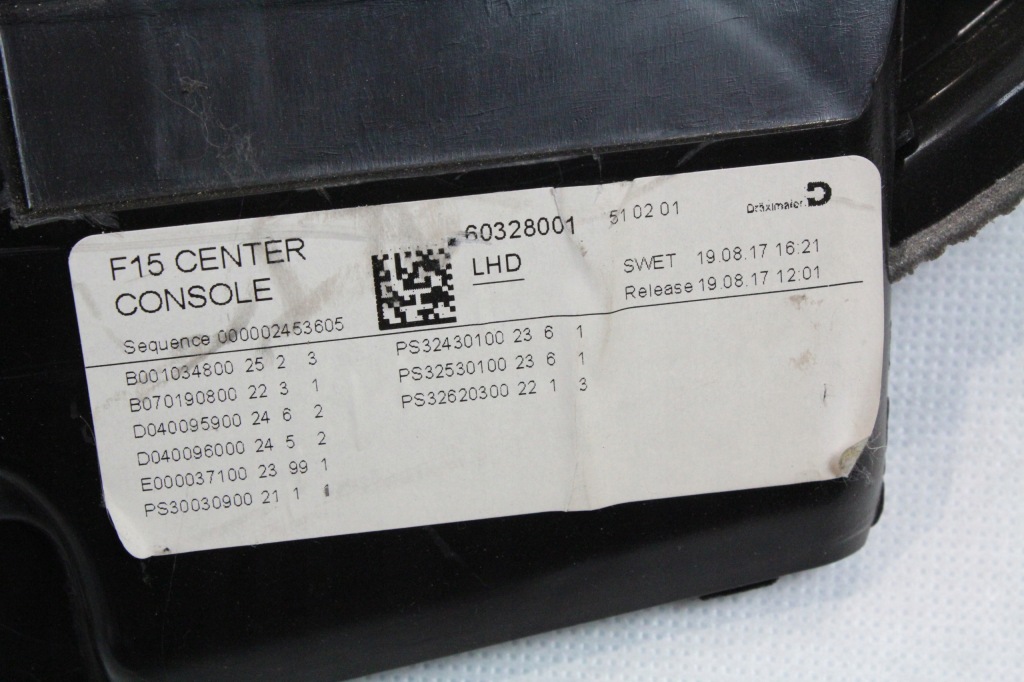 F15 CENTER
CONSOLE
Sequence 000002453605
60328001
LHD
51 02 01
Dräxlmaier
SWET 19.08.17 16:21
Release 19.08.17 12:01
B001034800 25 2 3
B070190800 22 3 1
D040095900 24 6 2
D040096000 24 5 2
E000037100 23 99 1
PS30030900 21 1
PS32430100 23 6 1
PS32530100 23 6 1
PS32620300 22 1 3